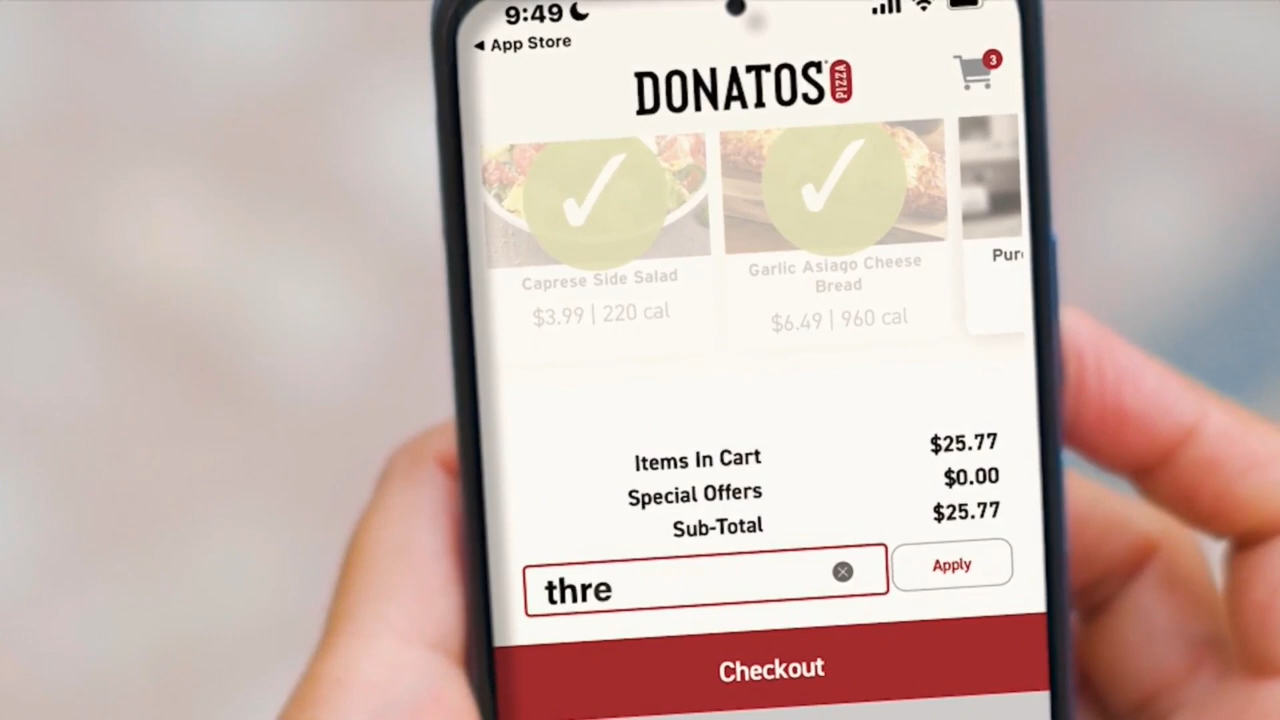 9:49
App Store
DONATOS PIZZA
3
Caprese Side Salad
$3.99 | 220 cal
Garlic Asiago Cheese
Bread
$6.49 | 960 cal
Items In Cart $25.77
Special Offers $0.00
Sub-Total $25.77
thre
Apply
Checkout